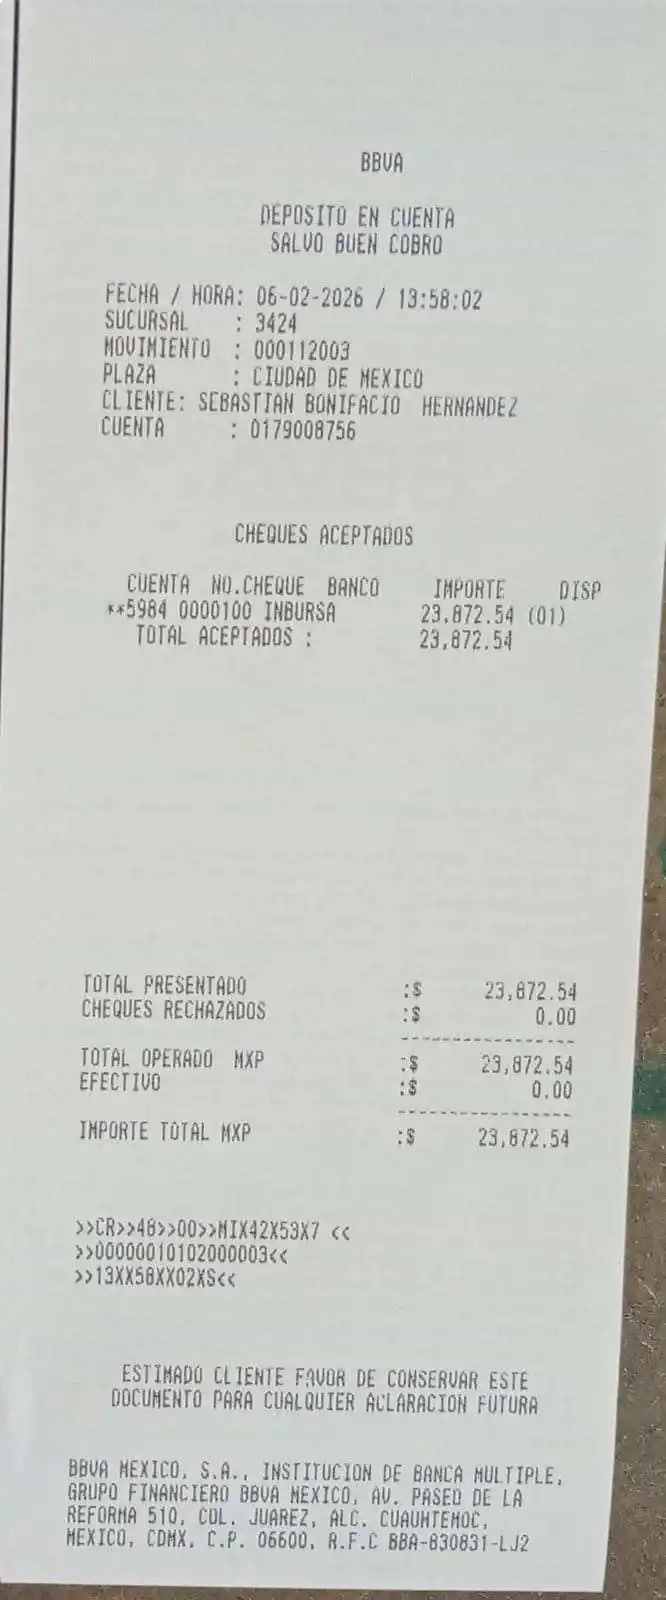 BBVA
DEPOSITO EN CUENTA
SALVO BUEN COBRO
FECHA / HORA: 06-02-2026 / 13:58:02
SUCURSAL : 3424
MOVIMIENTO : 000112003
PLAZA : CIUDAD DE MEXICO
CLIENTE: SEBASTIAN BONIFACIO HERNANDEZ
CUENTA : 0179008756
CHEQUES ACEPTADOS
CUENTA NO.CHEQUE BANCO IMPORTE DISP
**5984 0000100 INBURSA 23,872.54 (01)
TOTAL ACEPTADOS : 23,872.54
TOTAL PRESENTADO :$ 23,872.54
CHEQUES RECHAZADOS :$ 0.00
-----------------
TOTAL OPERADO MXP :$ 23,872.54
EFECTIVO :$ 0.00
-----------------
IMPORTE TOTAL MXP :$ 23,872.54
>>CR>>48>>00>>MIX42X53X7 <<
>>00000010102000003<<
>>13XX58XX02XS<<
ESTIMADO CLIENTE FAVOR DE CONSERVAR ESTE
DOCUMENTO PARA CUALQUIER ACLARACION FUTURA
BBVA MEXICO, S.A., INSTITUCION DE BANCA MULTIPLE,
GRUPO FINANCIERO BBVA MEXICO, AV. PASEO DE LA
REFORMA 510, COL. JUAREZ, ALC. CUAUHTEMOC,
MEXICO, CDMX, C.P. 06600, R.F.C BBA-830831-LJ2